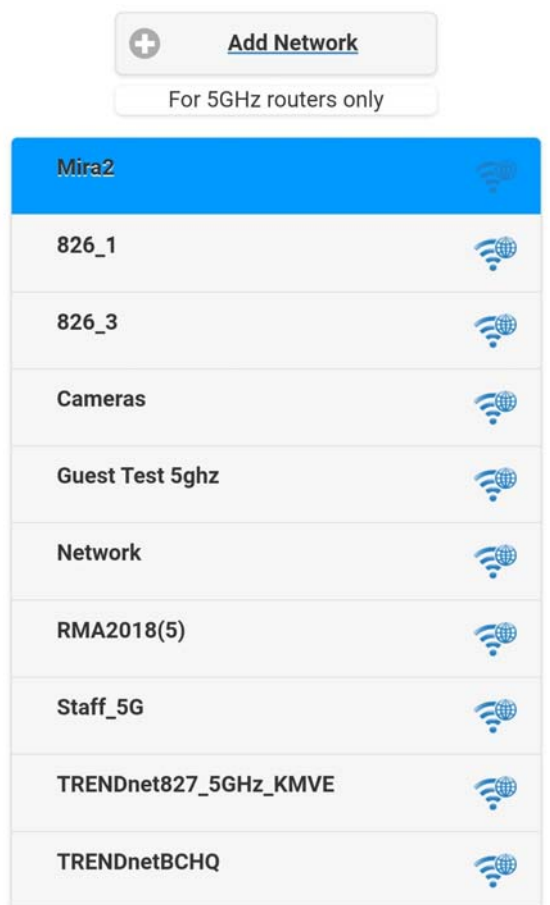 Add Network
For 5GHz routers only
Mira2
826_1
826_3
Cameras
Guest Test 5ghz
Network
RMA2018(5)
Staff_5G
TRENDnet827_5GHz_KMVE
TRENDnetBCHQ